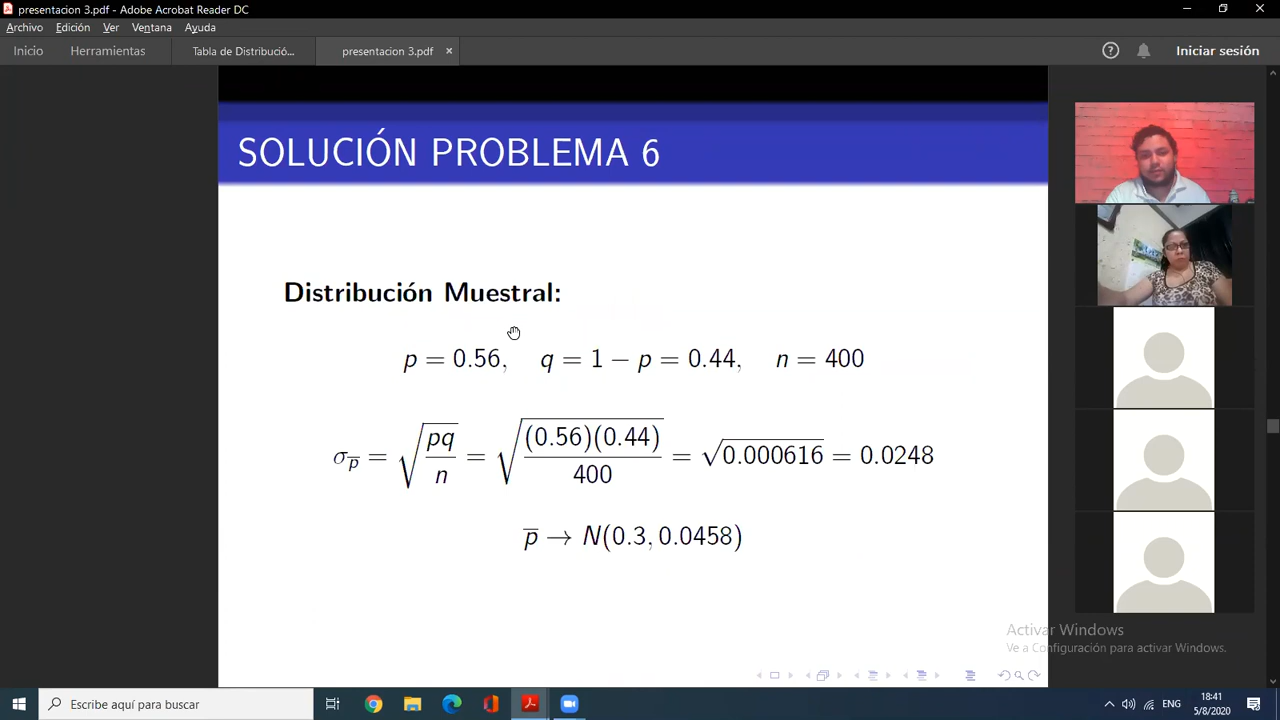 presentacion 3.pdf - Adobe Acrobat Reader DC
Archivo Edición Ver Ventana Ayuda
Inicio Herramientas Tabla de Distribució... presentacion 3.pdf × Iniciar sesión
SOLUCIÓN PROBLEMA 6
Distribución Muestral:
p = 0.56, q = 1 − p = 0.44, n = 400
σ_p̅ = √(pq/n) = √((0.56)(0.44)/400) = √0.000616 = 0.0248
p̅ → N(0.3, 0.0458)
Activar Windows
Ve a Configuración para activar Windows.
Escribe aquí para buscar
ENG
18:41
5/8/2020